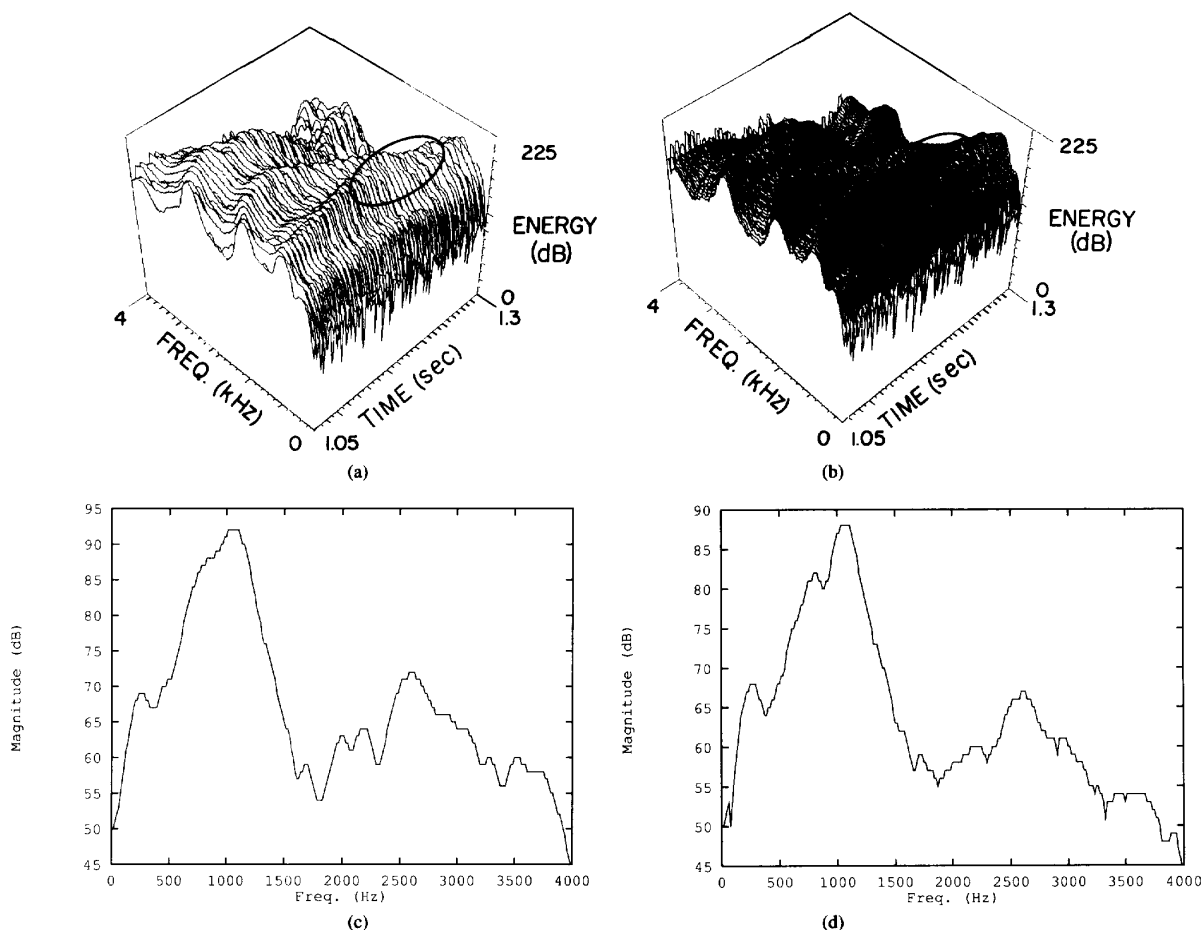 225
ENERGY
(dB)
0
1.3
4
FREQ. (kHz)
TIME (sec)
0 1.05
(a)
225
ENERGY
(dB)
0
1.3
4
FREQ. (kHz)
TIME (sec)
0 1.05
(b)
95
90
85
80
75
70
65
60
55
50
45
Magnitude (dB)
0 500 1000 1500 2000 2500 3000 3500 4000
Freq. (Hz)
(c)
90
85
80
75
70
65
60
55
50
45
Magnitude (dB)
0 500 1000 1500 2000 2500 3000 3500 4000
Freq. (Hz)
(d)